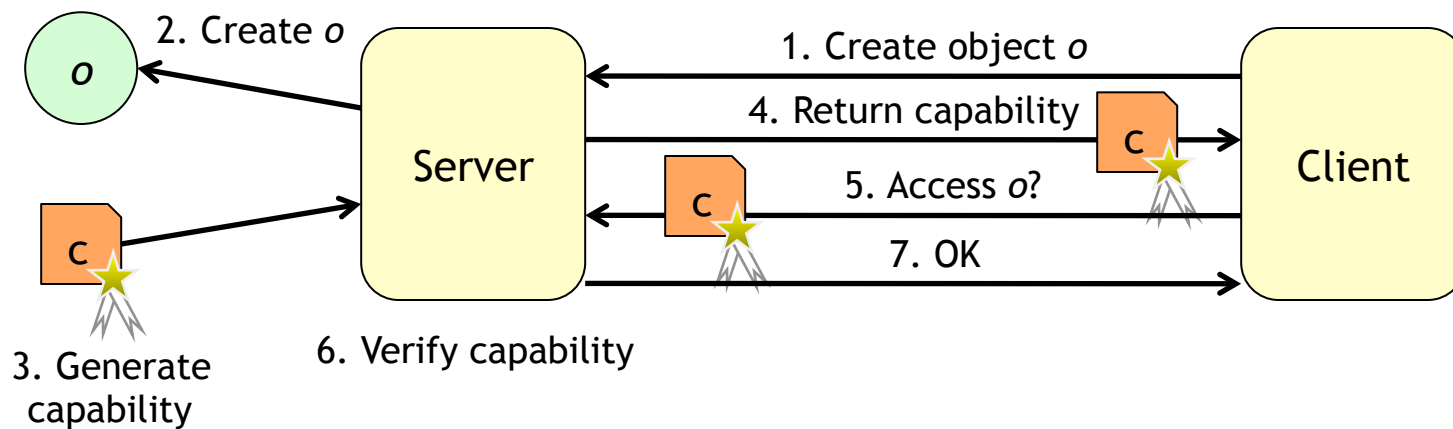 2. Create o
1. Create object o
o
4. Return capability
c
Server
Client
5. Access o?
c
c
7. OK
3. Generate
capability
6. Verify capability